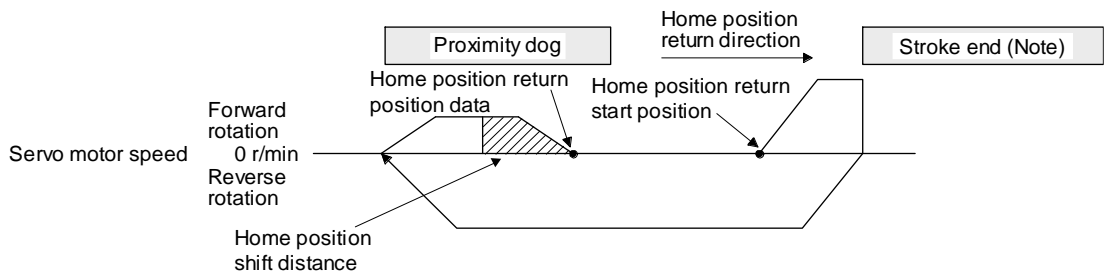 Home position
return direction
Proximity dog
Stroke end (Note)
Home position return
position data
Home position return
start position
Forward
rotation
Servo motor speed 0 r/min
Reverse
rotation
Home position
shift distance